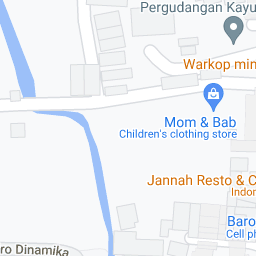 Pergudangan Kayu
Warkop min
Mom & Bab
Children's clothing store
Jannah Resto & C
Indon
Baro
Cell ph
ro Dinamika